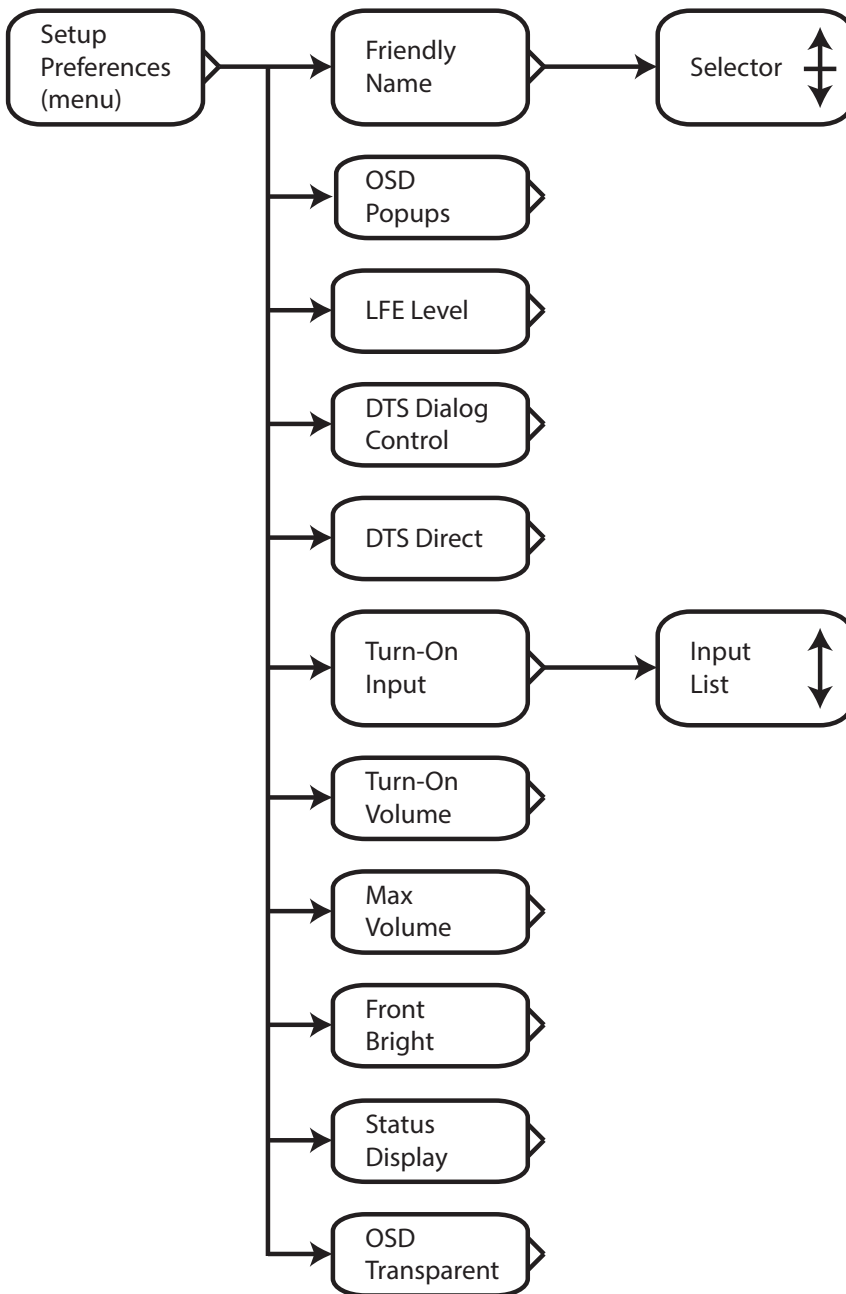 Setup
Preferences
(menu)
Friendly
Name
Selector
OSD
Popups
LFE Level
DTS Dialog
Control
DTS Direct
Turn-On
Input
Input
List
Turn-On
Volume
Max
Volume
Front
Bright
Status
Display
OSD
Transparent